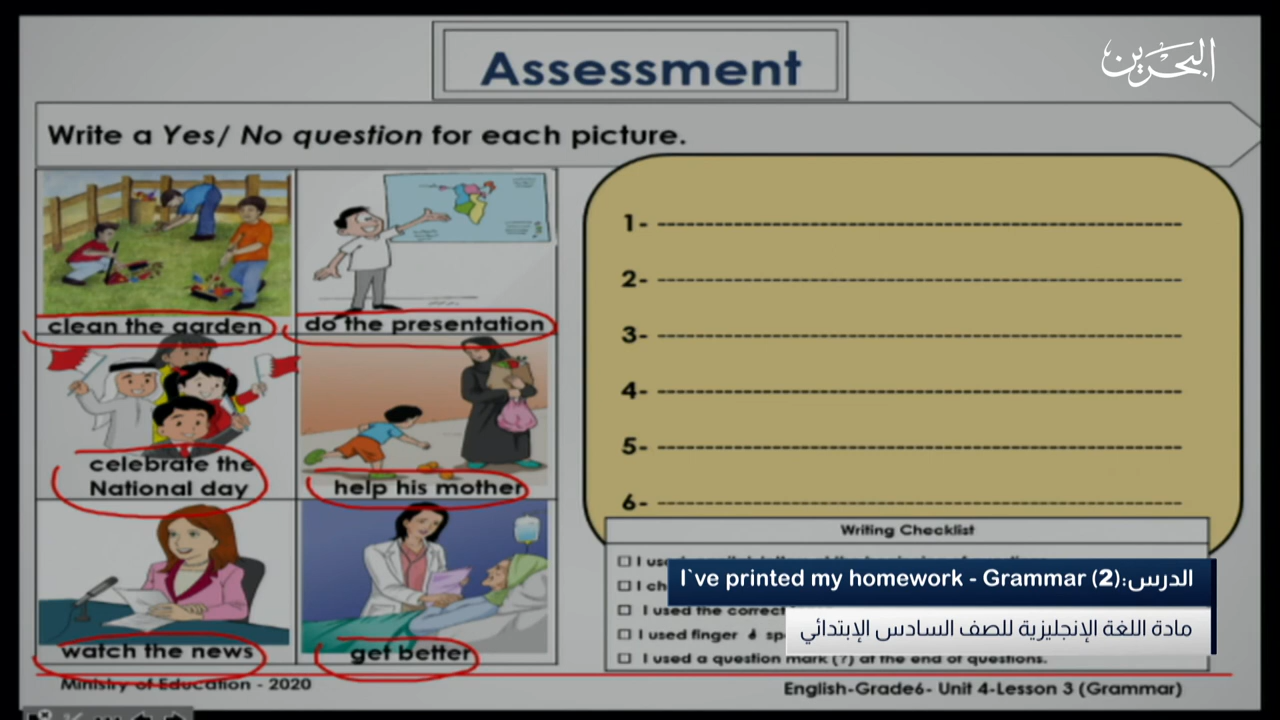 Assessment
البحرين
Write a Yes/ No question for each picture.
clean the garden
do the presentation
celebrate the
National day
help his mother
watch the news
get better
1-
2-
3-
4-
5-
6-
Writing Checklist
I used the correct
I used finger
I used a question mark (?) at the end of questions.
الدرس:I`ve printed my homework - Grammar (2)
مادة اللغة الإنجليزية للصف السادس الإبتدائي
Ministry of Education - 2020
English-Grade6- Unit 4-Lesson 3 (Grammar)